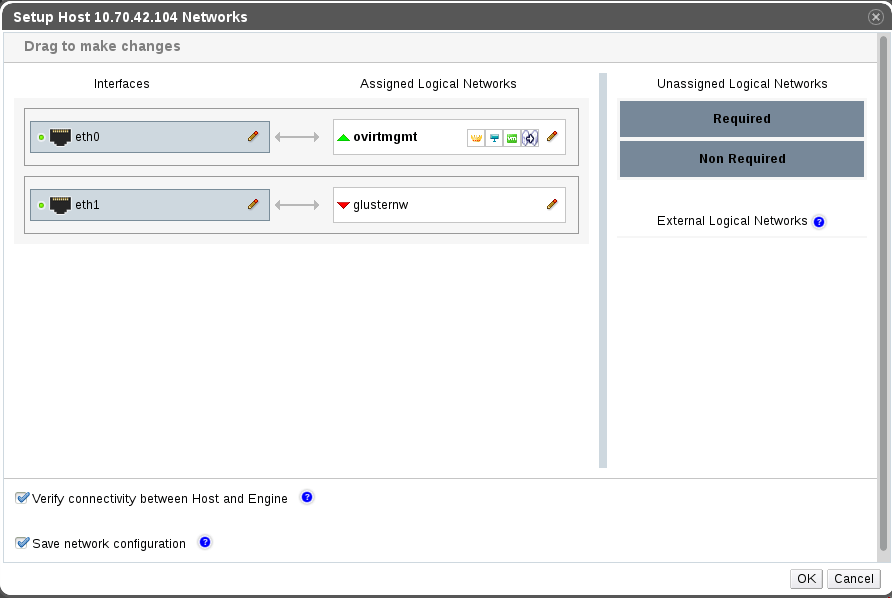 Setup Host 10.70.42.104 Networks
Drag to make changes
Interfaces
Assigned Logical Networks
Unassigned Logical Networks
eth0
ovirtmgmt
Required
Non Required
eth1
glusternw
External Logical Networks ?
Verify connectivity between Host and Engine ?
Save network configuration ?
OK
Cancel